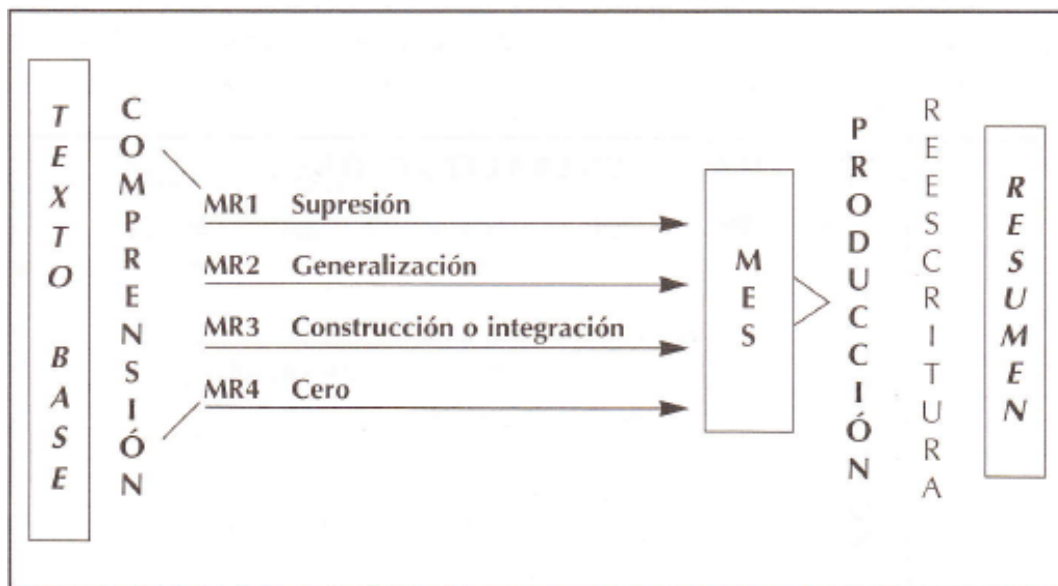 TEXTO BASE
COMPRENSIÓN
MR1 Supresión
MR2 Generalización
MR3 Construcción o integración
MR4 Cero
MES
PRODUCCIÓN
REESCRITURA
RESUMEN